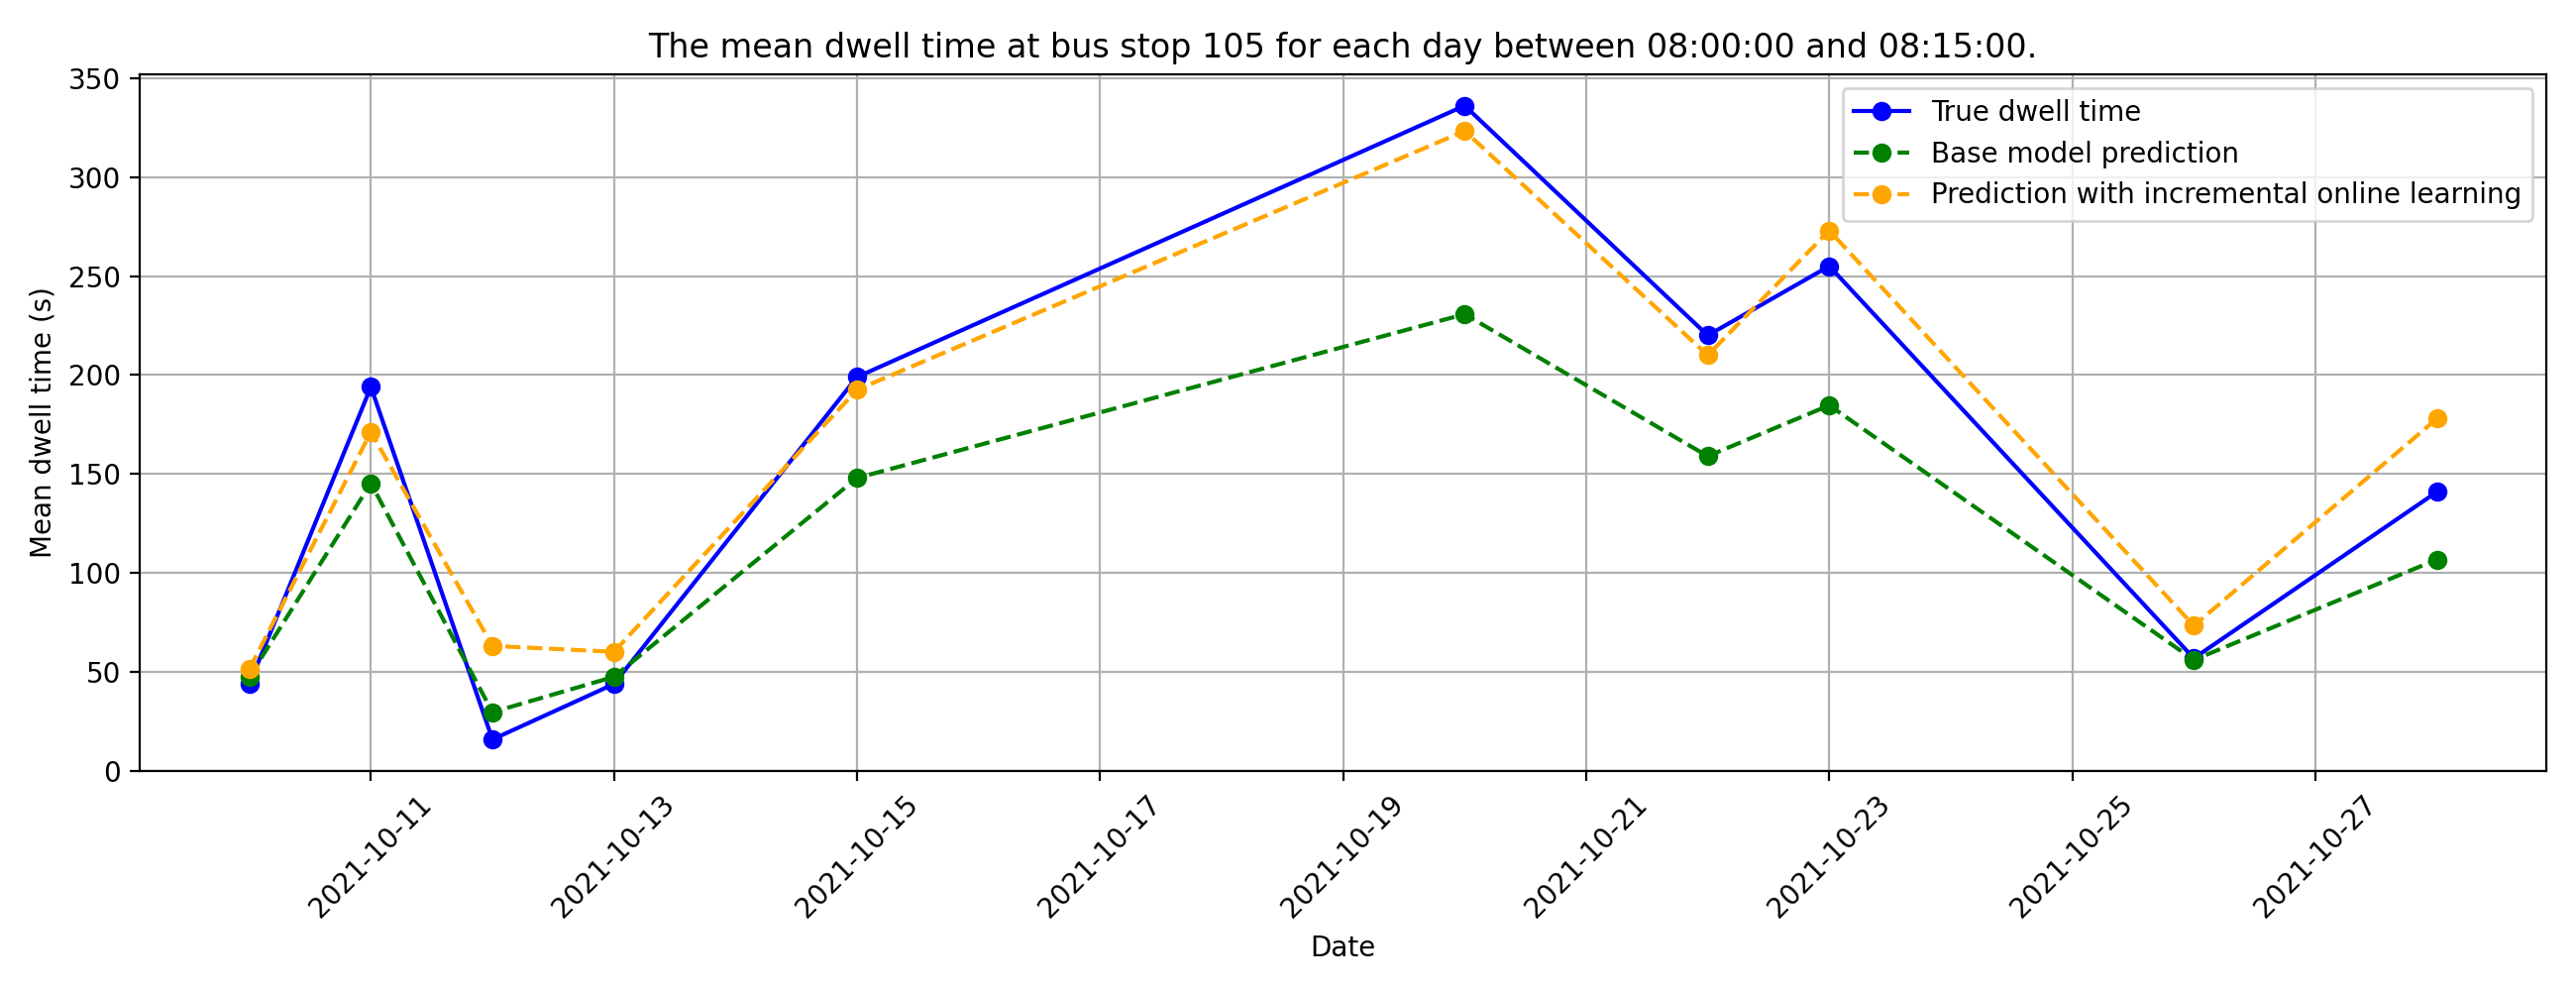 The mean dwell time at bus stop 105 for each day between 08:00:00 and 08:15:00.
True dwell time
Base model prediction
Prediction with incremental online learning
Mean dwell time (s)
350
300
250
200
150
100
50
0
2021-10-11
2021-10-13
2021-10-15
2021-10-17
2021-10-19
2021-10-21
2021-10-23
2021-10-25
2021-10-27
Date